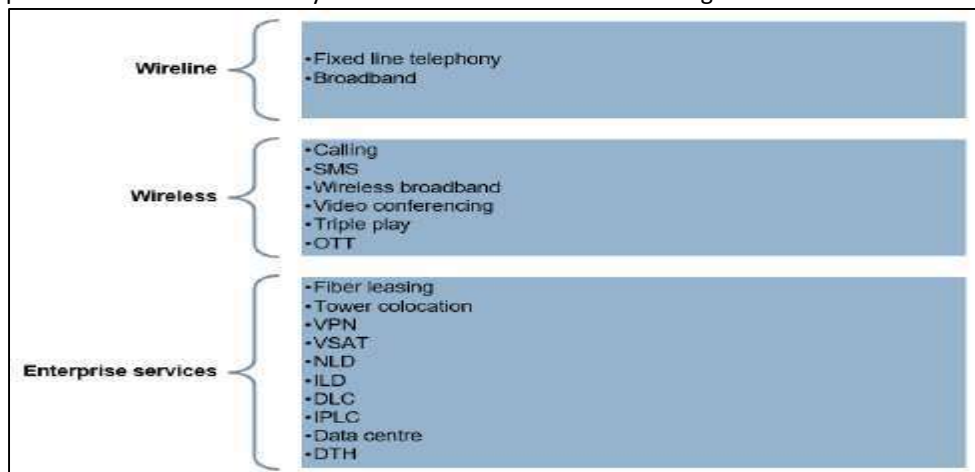 Wireline
•Fixed line telephony
•Broadband
Wireless
•Calling
•SMS
•Wireless broadband
•Video conferencing
•Triple play
•OTT
Enterprise services
•Fiber leasing
•Tower colocation
•VPN
•VSAT
•NLD
•ILD
•DLC
•IPLC
•Data centre
•DTH